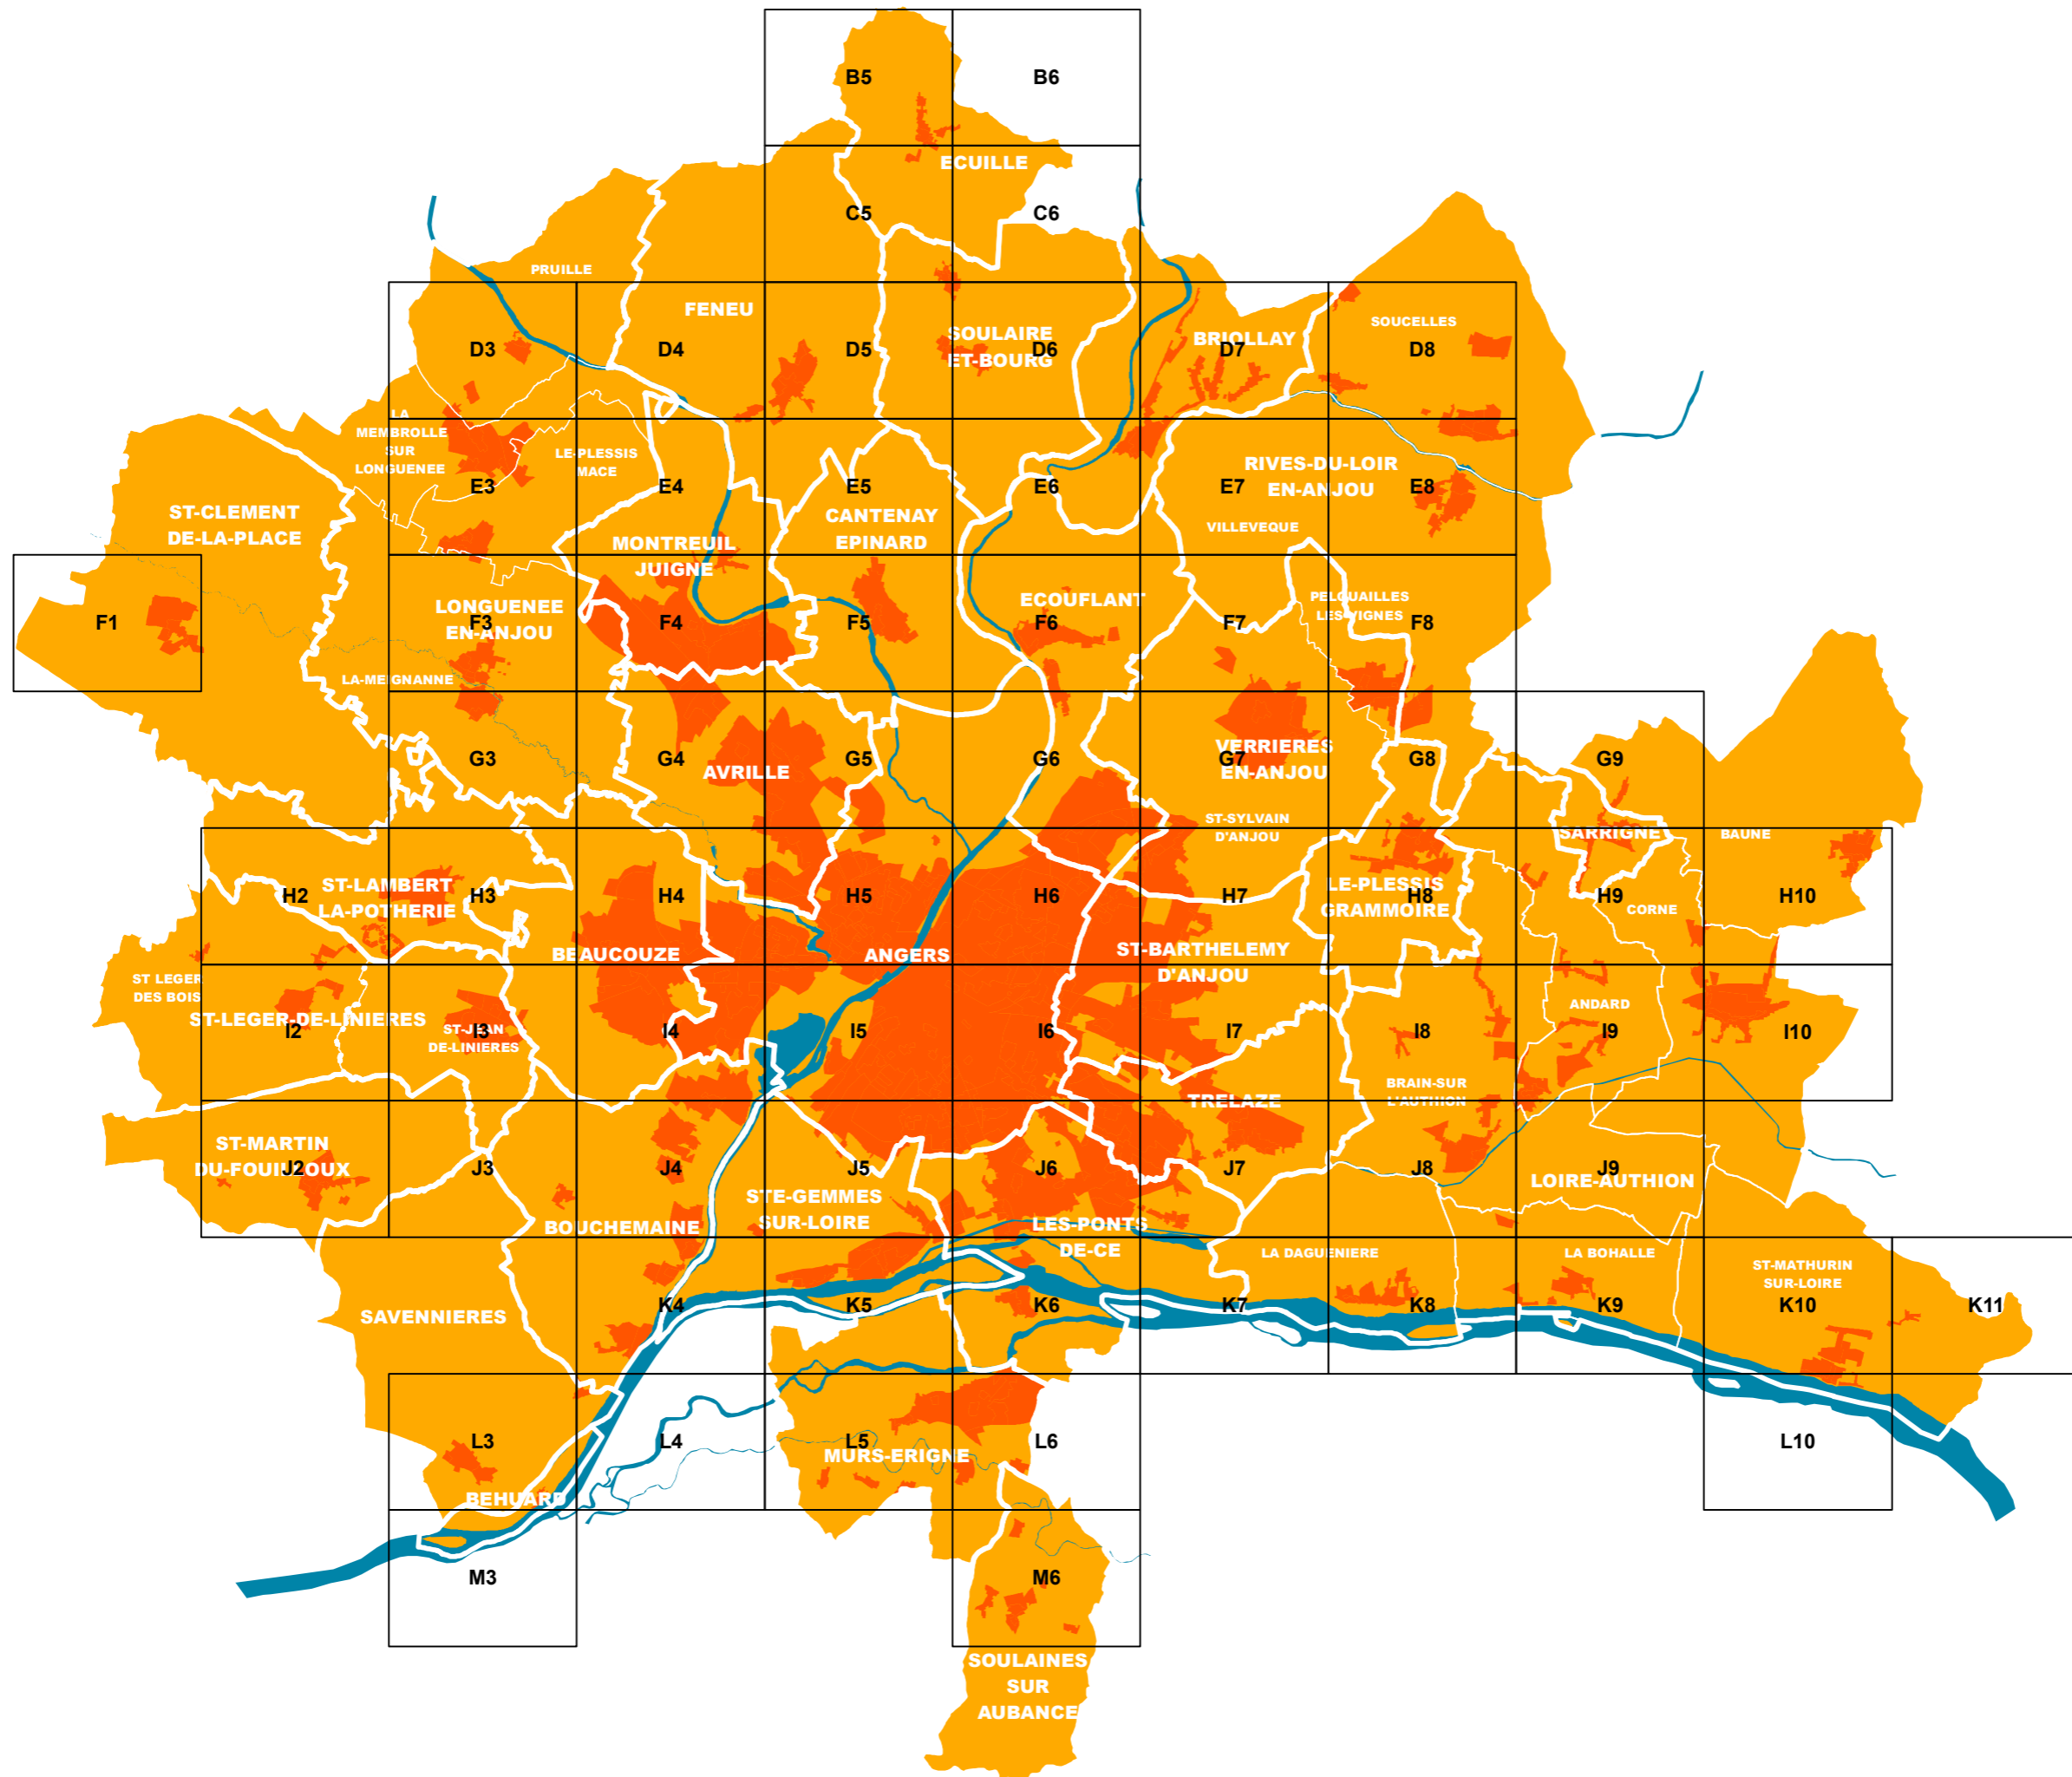 B5
B6
ECUILLE
C5
C6
PRUILLE
FENEU
SOUCELLES
SOULAIRE
ET-BOURG
BRIOLLAY
D3
D4
D5
D6
D7
D8
LA
MEMBROLLE
SUR
LONGUENEE
LE-PLESSIS
MACE
RIVES-DU-LOIR
EN-ANJOU
E3
E4
E5
E6
E7
E8
ST-CLEMENT
DE-LA-PLACE
CANTENAY
EPINARD
VILLEVEQUE
MONTREUIL
JUIGNE
LONGUENEE
EN-ANJOU
ECOUFLANT
PELOUAILLES
LES-VIGNES
F1
F3
F4
F5
F6
F7
F8
LA-MEIGNANNE
G3
G4
AVRILLE
G5
G6
VERRIERES
EN-ANJOU
G7
G8
G9
ST-SYLVAIN
D'ANJOU
SARRIGNE
BAUNE
ST-LAMBERT
LA-POTHERIE
LE-PLESSIS
GRAMMOIRE
CORNE
H2
H3
H4
H5
H6
H7
H8
H9
H10
BEAUCOUZE
ANGERS
ST-BARTHELEMY
D'ANJOU
ST LEGER
DES BOIS
ST-LEGER-DE-LINIERES
ST-JEAN
DE-LINIERES
ANDARD
I2
I3
I4
I5
I6
I7
I8
I9
I10
BRAIN-SUR
L'AUTHION
TRELAZE
ST-MARTIN
DU-FOUILLOUX
J2
J3
J4
J5
J6
J7
J8
J9
LOIRE-AUTHION
STE-GEMMES
SUR-LOIRE
BOUCHEMAINE
LES-PONTS
DE-CE
LA DAGUENIERE
LA BOHALLE
ST-MATHURIN
SUR-LOIRE
SAVENNIERES
K4
K5
K6
K7
K8
K9
K10
K11
L3
L4
L5
L6
L10
MURS-ERIGNE
BEHUARD
M3
M6
SOULAINES
SUR
AUBANCE